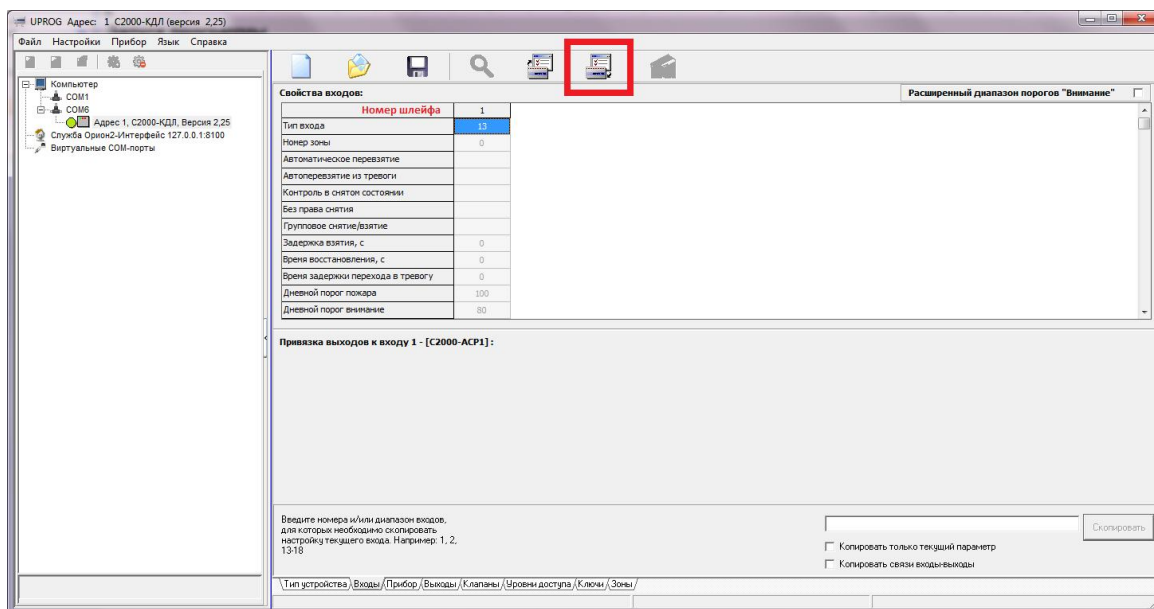 UPROG Адрес: 1 С2000-КДЛ (версия 2,25)
Файл Настройки Прибор Язык Справка
Компьютер
COM1
COM6
Адрес 1, С2000-КДЛ, Версия 2,25
Служба Орион2-Интерфейс 127.0.0.1:8100
Виртуальные COM-порты
Свойства входов:
Расширенный диапазон порогов "Внимание"
Номер шлейфа 1
Тип входа 13
Номер зоны 0
Автоматическое перевзятие
Автоперевзятие из тревоги
Контроль в снятом состоянии
Без права снятия
Групповое снятие/взятие
Задержка взятия, с 0
Время восстановления, с 0
Время задержки перехода в тревогу 0
Дневной порог пожара 100
Дневной порог внимание 80
Привязка выходов к входу 1 - [С2000-АСР1] :
Введите номера и/или диапазон входов,
для которых необходимо скопировать
настройку текущего входа. Например: 1, 2,
13-18
Скопировать
Копировать только текущий параметр
Копировать связи входы-выходы
Тип устройства Входы Прибор Выходы Клапаны Уровни доступа Ключи Зоны